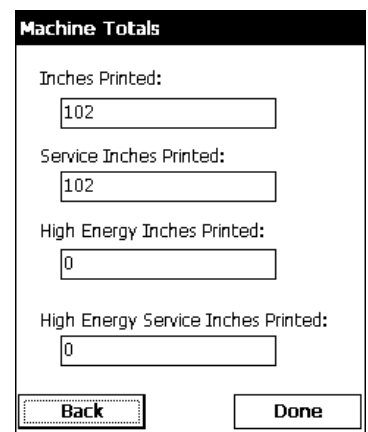 Machine Totals
Inches Printed:
102
Service Inches Printed:
102
High Energy Inches Printed:
0
High Energy Service Inches Printed:
0
Back Done